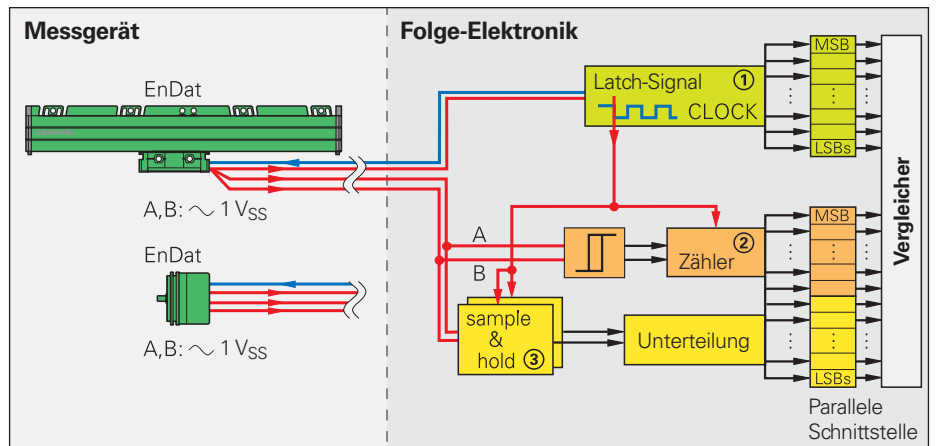 Messgerät
EnDat
A,B: ~ 1 VSS
EnDat
A,B: ~ 1 VSS
Folge-Elektronik
Latch-Signal ①
CLOCK
MSB
LSBs
A
B
② Zähler
MSB
sample
&
hold ③
Unterteilung
LSBs
Vergleicher
Parallele
Schnittstelle